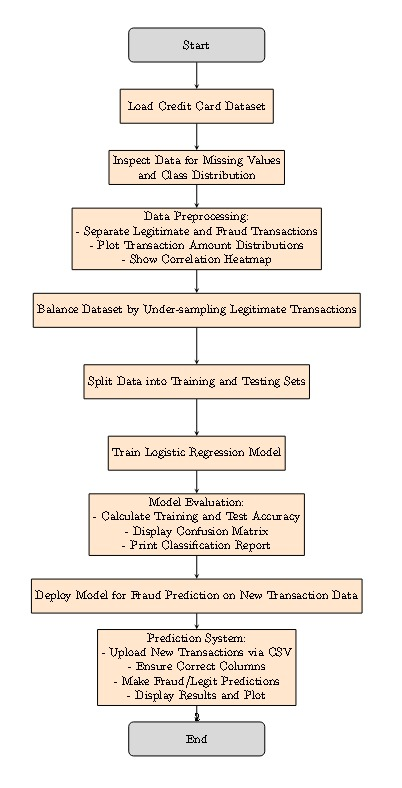 Start
Load Credit Card Dataset
Inspect Data for Missing Values
and Class Distribution
Data Preprocessing:
- Separate Legitimate and Fraud Transactions
- Plot Transaction Amount Distributions
- Show Correlation Heatmap
Balance Dataset by Under-sampling Legitimate Transactions
Split Data into Training and Testing Sets
Train Logistic Regression Model
Model Evaluation:
- Calculate Training and Test Accuracy
- Display Confusion Matrix
- Print Classification Report
Deploy Model for Fraud Prediction on New Transaction Data
Prediction System:
- Upload New Transactions via CSV
- Ensure Correct Columns
- Make Fraud/Legit Predictions
- Display Results and Plot
End